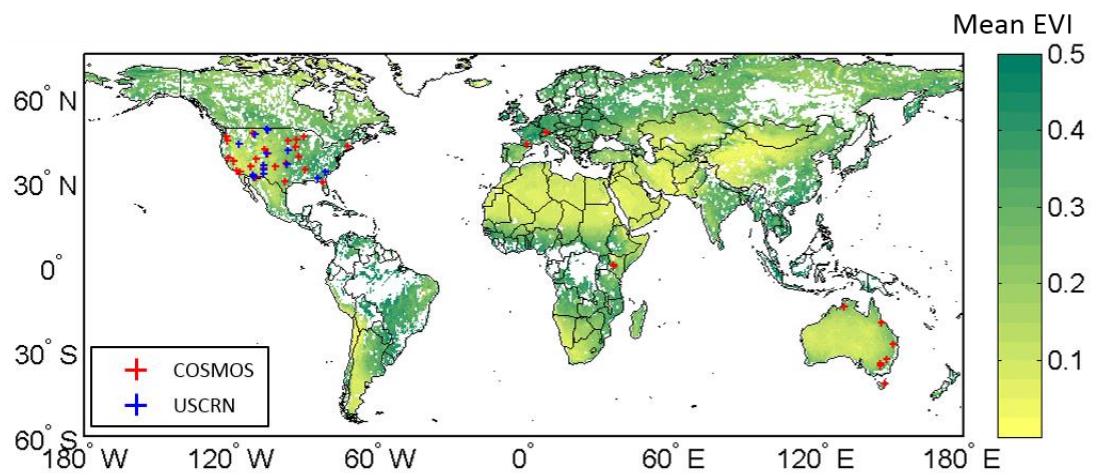 Mean EVI
60° N
30° N
0°
30° S
60° S
180° W
120° W
60° W
0°
60° E
120° E
180° E
COSMOS
USCRN
0.5
0.4
0.3
0.2
0.1